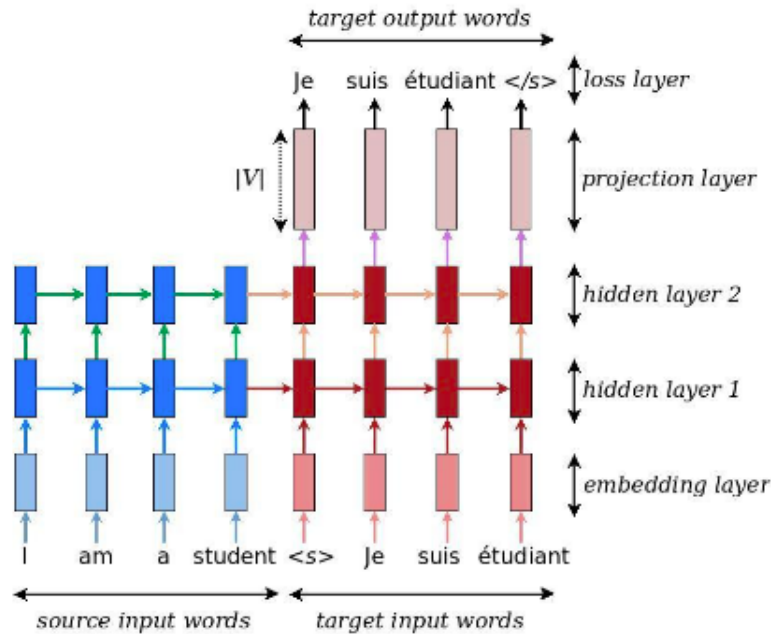 target output words
Je suis étudiant </s> loss layer
|V| projection layer
hidden layer 2
hidden layer 1
embedding layer
I am a student <s> Je suis étudiant
source input words target input words